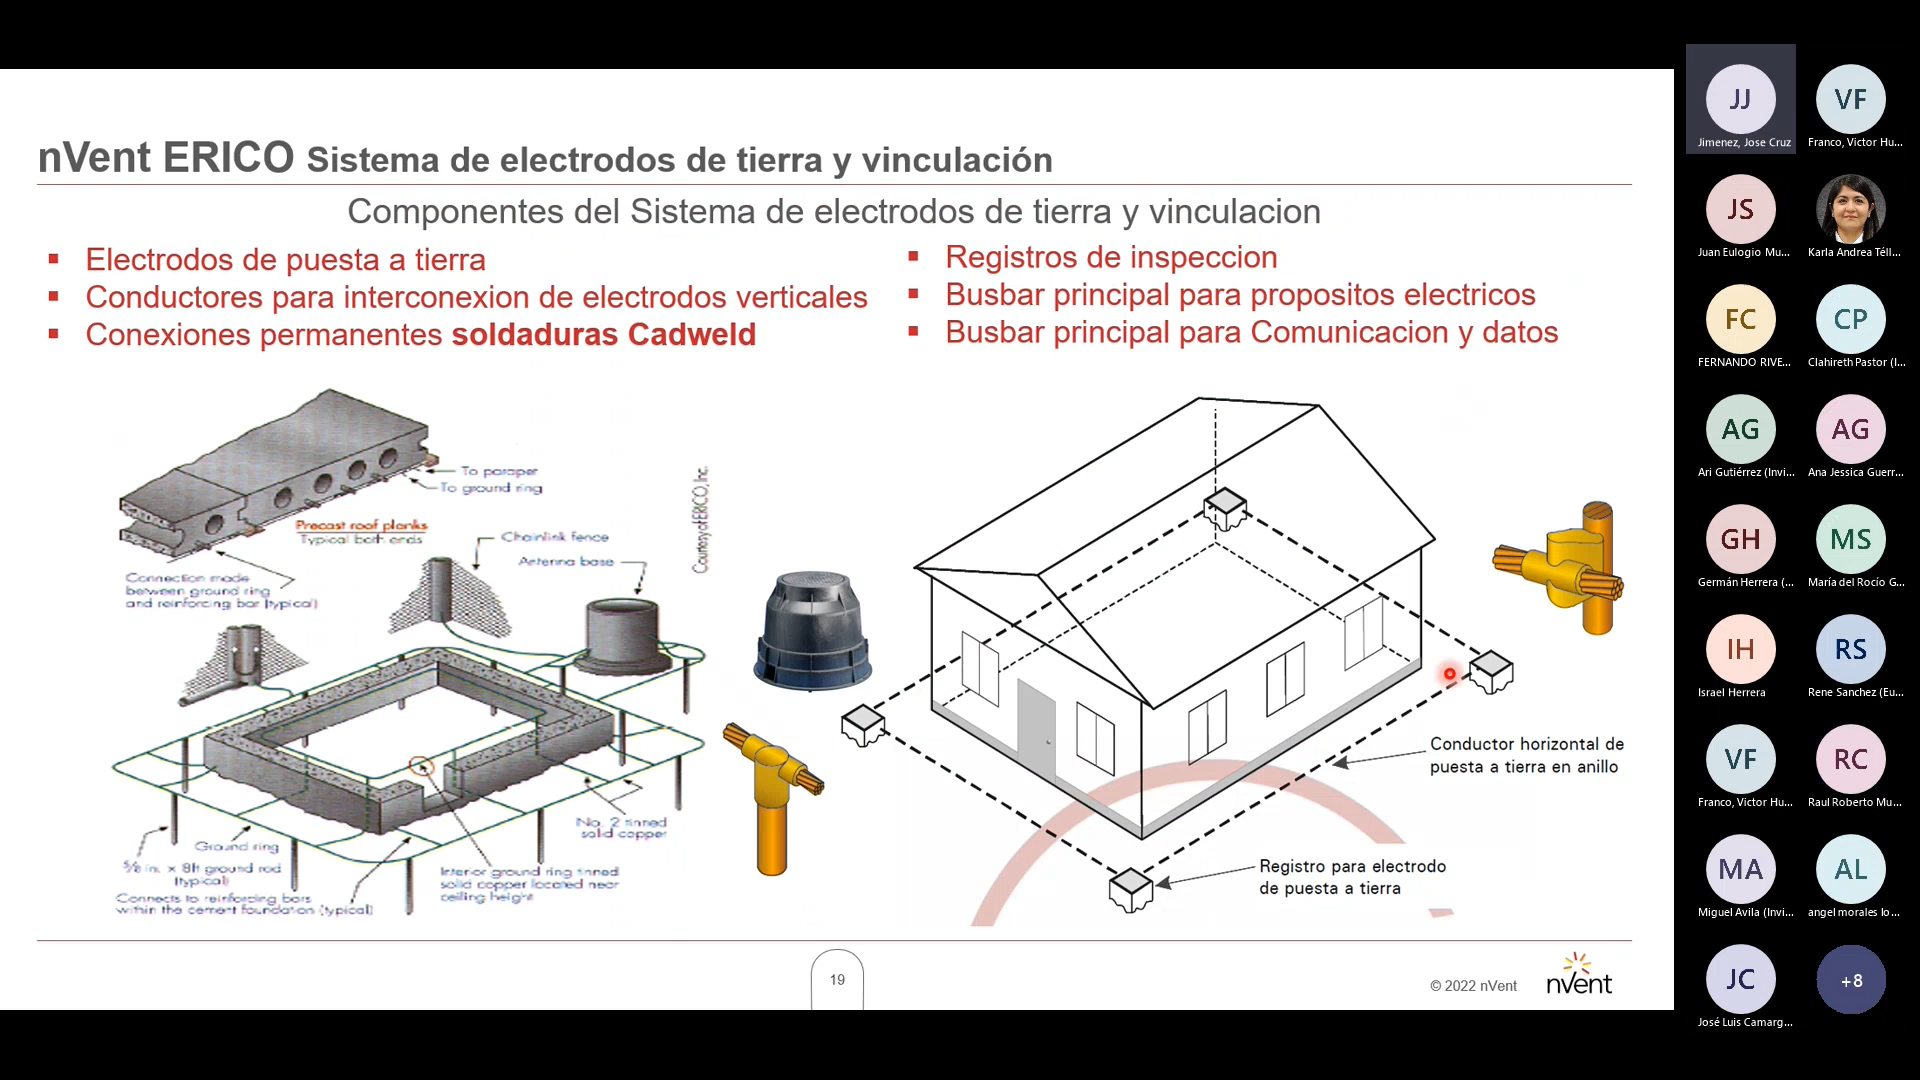 nVent ERICO Sistema de electrodos de tierra y vinculación
Componentes del Sistema de electrodos de tierra y vinculacion
▪ Electrodos de puesta a tierra
▪ Conductores para interconexion de electrodos verticales
▪ Conexiones permanentes soldaduras Cadweld
▪ Registros de inspeccion
▪ Busbar principal para propositos electricos
▪ Busbar principal para Comunicacion y datos
To parapet
To ground ring
Precast roof planks
Typical both ends
Connection made
between ground ring
and reinforcing bar (typical)
Chainlink fence
Antenna base
Courtesy of ERICO, Inc.
No. 2 tinned
solid copper
Ground ring
5/8 in. x 8ft ground rod
(typical)
Connects to reinforcing bars
within the cement foundation (typical)
Interior ground ring tinned
solid copper located near
ceiling height
Conductor horizontal de
puesta a tierra en anillo
Registro para electrodo
de puesta a tierra
19
© 2022 nVent
nVent
JJ
Jimenez, Jose Cruz
VF
Franco, Victor Hu...
JS
Juan Eulogio Mu...
Karla Andrea Téll...
FC
FERNANDO RIVE...
CP
Clahireth Pastor (I...
AG
Ari Gutiérrez (Invi...
AG
Ana Jessica Guerr...
GH
Germán Herrera (...
MS
María del Rocío G...
IH
Israel Herrera
RS
Rene Sanchez (Eu...
VF
Franco, Victor Hu...
RC
Raul Roberto Mu...
MA
Miguel Avila (Invi...
AL
angel morales lo...
JC
José Luis Camarg...
+8